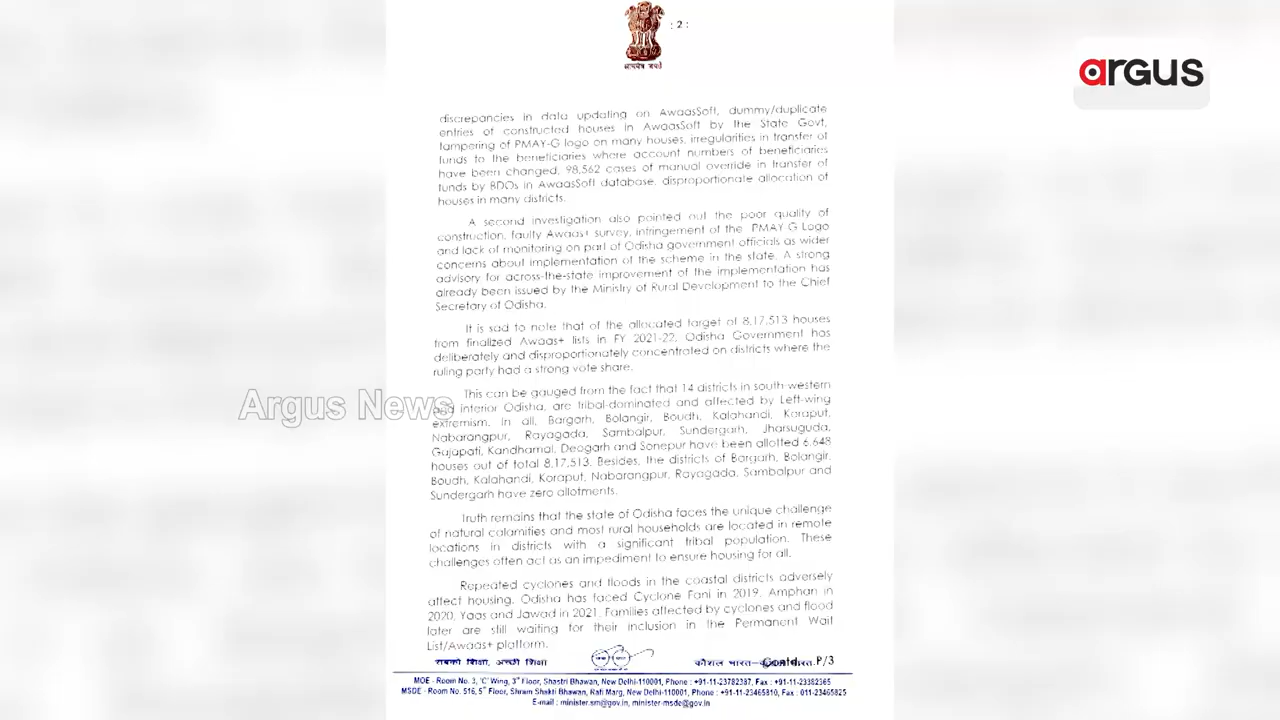 : 2 :
सत्यमेव जयते
argus
discrepancies in data updating on AwaasSoft, dummy/duplicate
entries of constructed houses in AwaasSoft by the State Govt,
tampering of PMAY-G logo on many houses, irregularities in transfer of
funds to the beneficiaries where account numbers of beneficiaries
have been changed, 98,562 cases of manual override in transfer of
funds by BDOs in AwaasSoft database, disproportionate allocation of
houses in many districts.
A second investigation also pointed out the poor quality of
construction, faulty Awaas+ survey, infringement of the PMAY G Logo
and lack of monitoring on part of Odisha government officials as wider
concerns about implementation of the scheme in the state. A strong
advisory for across-the-state improvement of the implementation has
already been issued by the Ministry of Rural Development to the Chief
Secretary of Odisha.
It is sad to note that of the allocated target of 8,17,513 houses
from finalized Awaas+ lists in FY 2021-22, Odisha Government has
deliberately and disproportionately concentrated on districts where the
ruling party had a strong vote share.
This can be gauged from the fact that 14 districts in south-western
and interior Odisha, are tribal-dominated and affected by Left-wing
extremism. In all, Bargarh, Bolangir, Boudh, Kalahandi, Koraput,
Nabarangpur, Rayagada, Sambalpur, Sundergarh, Jharsuguda,
Gajapati, Kandhamal, Deogarh and Sonepur have been allotted 6,648
houses out of total 8,17,513. Besides, the districts of Bargarh, Bolangir,
Boudh, Kalahandi, Koraput, Nabarangpur, Rayagada, Sambalpur and
Sundergarh have zero allotments.
Argus News
Truth remains that the state of Odisha faces the unique challenge
of natural calamities and most rural households are located in remote
locations in districts with a significant tribal population. These
challenges often act as an impediment to ensure housing for all.
Repeated cyclones and floods in the coastal districts adversely
affect housing. Odisha has faced Cyclone Fani in 2019, Amphan in
2020, Yaas and Jawad in 2021. Families affected by cyclones and flood
later are still waiting for their inclusion in the Permanent Wait
List/Awaas+ platform.
सबको शिक्षा, अच्छी शिक्षा
कौशल भारत-कुशल भारत
Contd... P/3
MOE - Room No. 3, 'C' Wing, 3rd Floor, Shastri Bhawan, New Delhi-110001, Phone : +91-11-23782387, Fax : +91-11-23382365
MSDE - Room No. 516, 5th Floor, Shram Shakti Bhawan, Rafi Marg, New Delhi-110001, Phone : +91-11-23465810, Fax : 011-23465825
E-mail : minister.sm@gov.in, minister-msde@gov.in